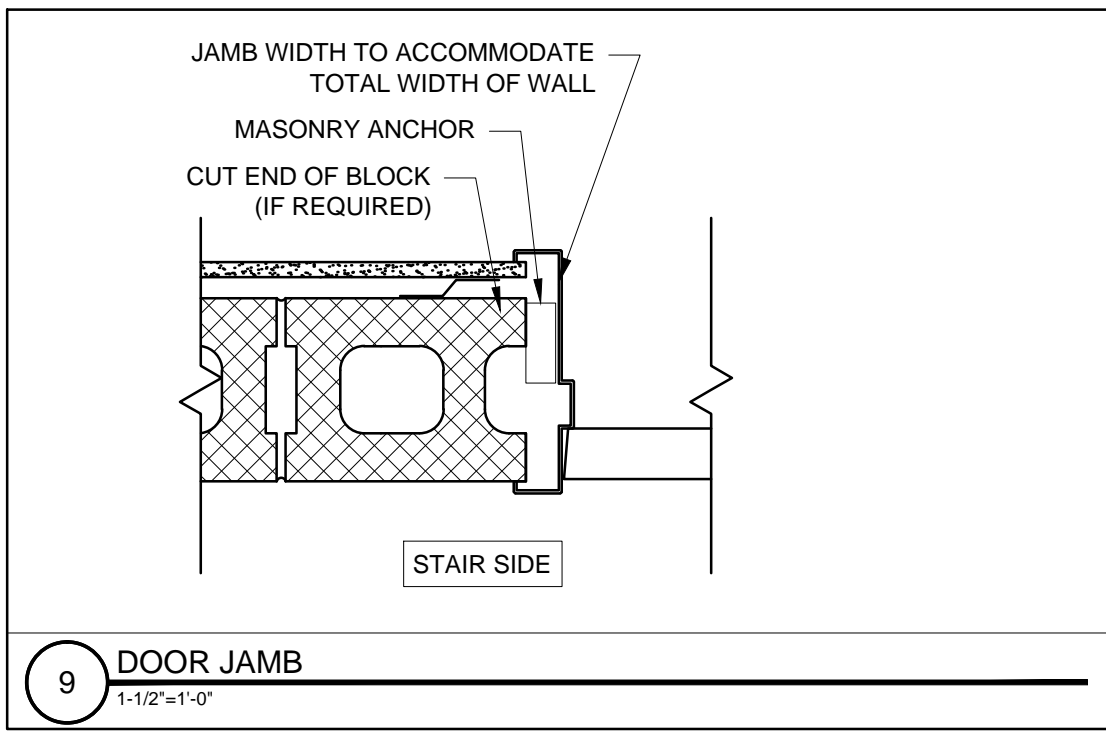 JAMB WIDTH TO ACCOMMODATE
TOTAL WIDTH OF WALL
MASONRY ANCHOR
CUT END OF BLOCK
(IF REQUIRED)
STAIR SIDE
9
DOOR JAMB
1-1/2"=1'-0"